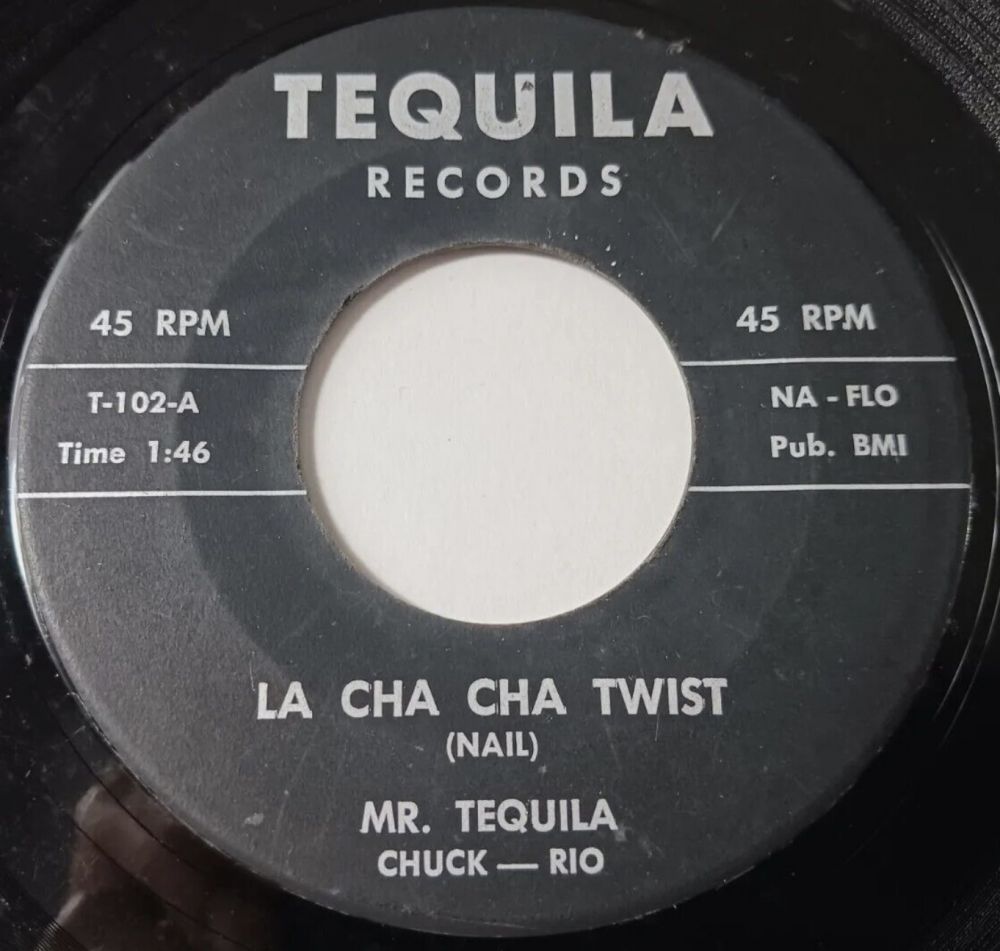 TEQUILA
RECORDS
45 RPM
T-102-A
Time 1:46
45 RPM
NA - FLO
Pub. BMI
LA CHA CHA TWIST
(NAIL)
MR. TEQUILA
CHUCK — RIO